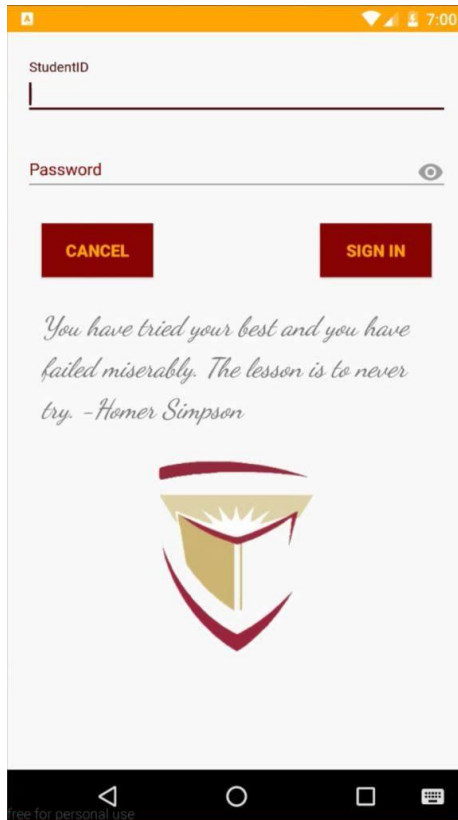 A 7:00
StudentID
Password
CANCEL SIGN IN
You have tried your best and you have
failed miserably. The lesson is to never
try. -Homer Simpson
free for personal use